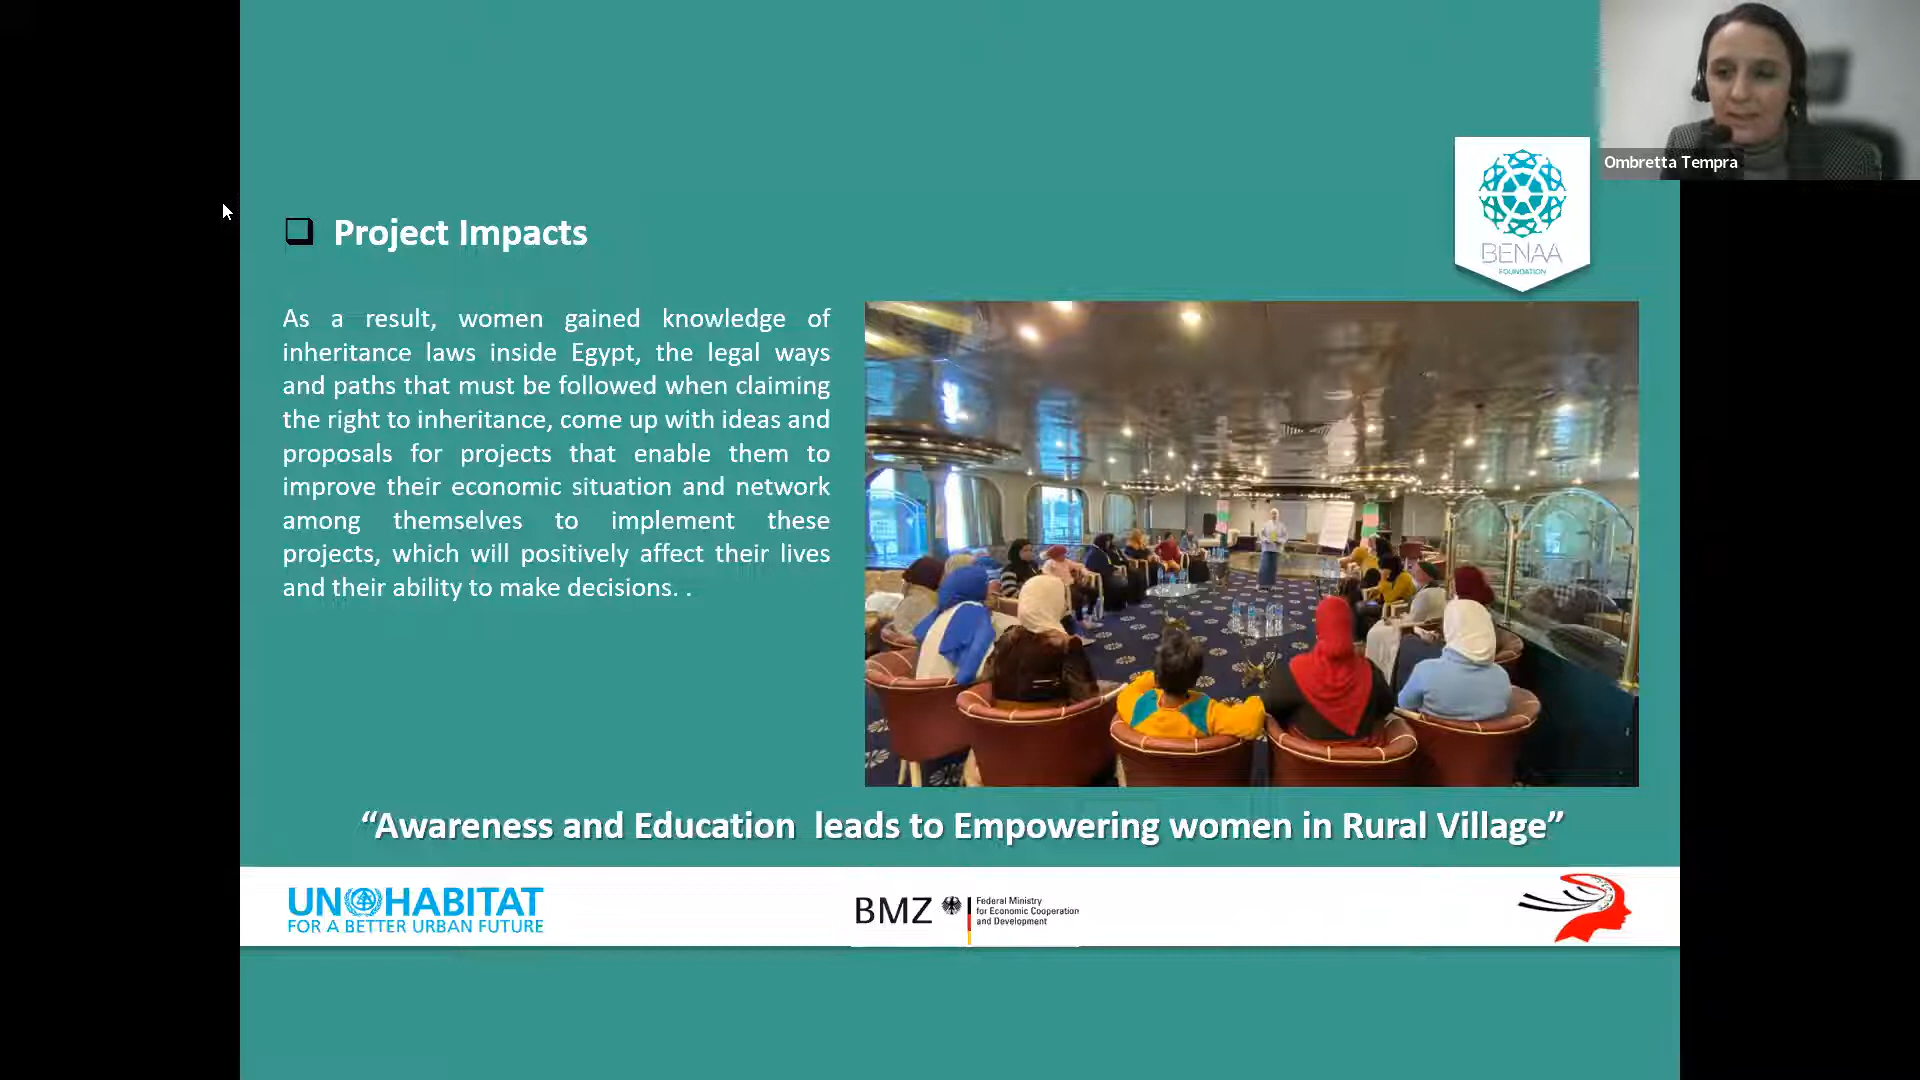 Ombretta Tempra
BENAA
FOUNDATION
Project Impacts
As a result, women gained knowledge of
inheritance laws inside Egypt, the legal ways
and paths that must be followed when claiming
the right to inheritance, come up with ideas and
proposals for projects that enable them to
improve their economic situation and network
among themselves to implement these
projects, which will positively affect their lives
and their ability to make decisions. .
“Awareness and Education leads to Empowering women in Rural Village”
UN HABITAT
FOR A BETTER URBAN FUTURE
BMZ
Federal Ministry
for Economic Cooperation
and Development